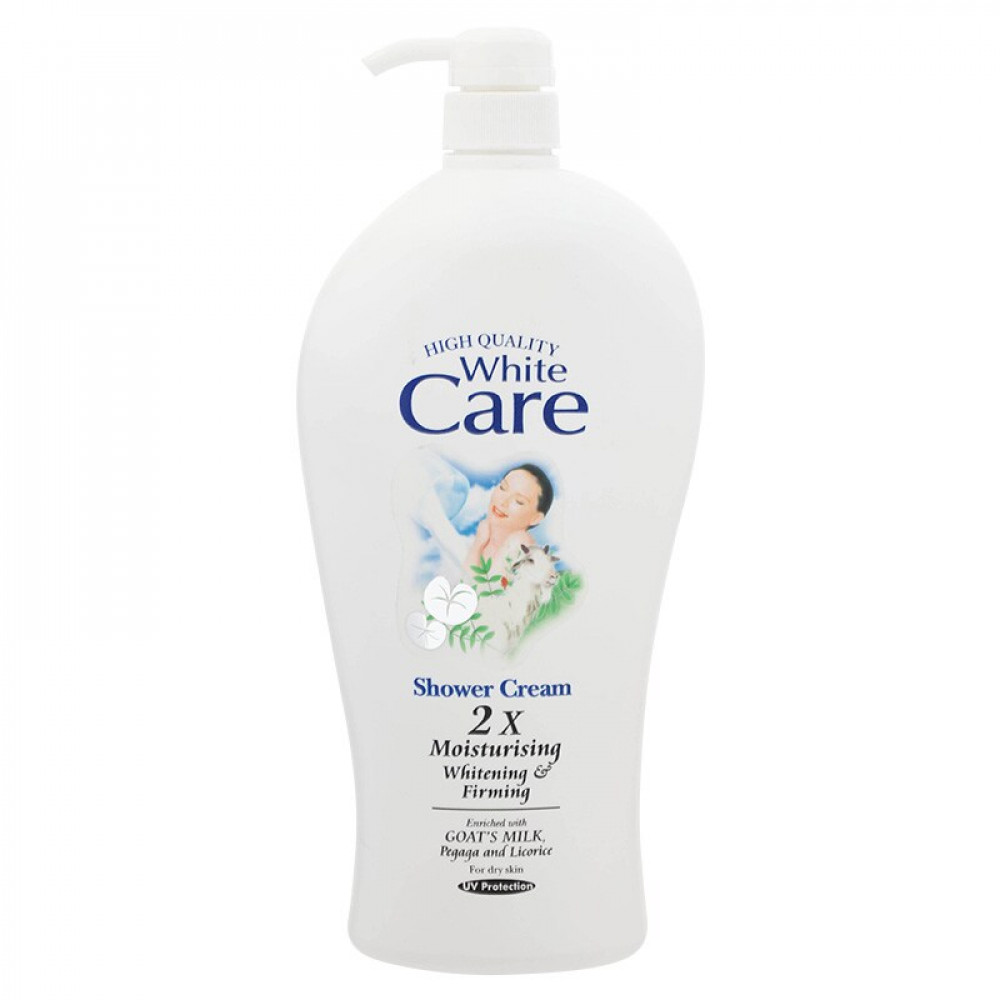 HIGH QUALITY
White
Care
Shower Cream
2 X
Moisturising
Whitening &
Firming
Enriched with
GOAT'S MILK,
Pegaga and Licorice
For dry skin
UV Protection